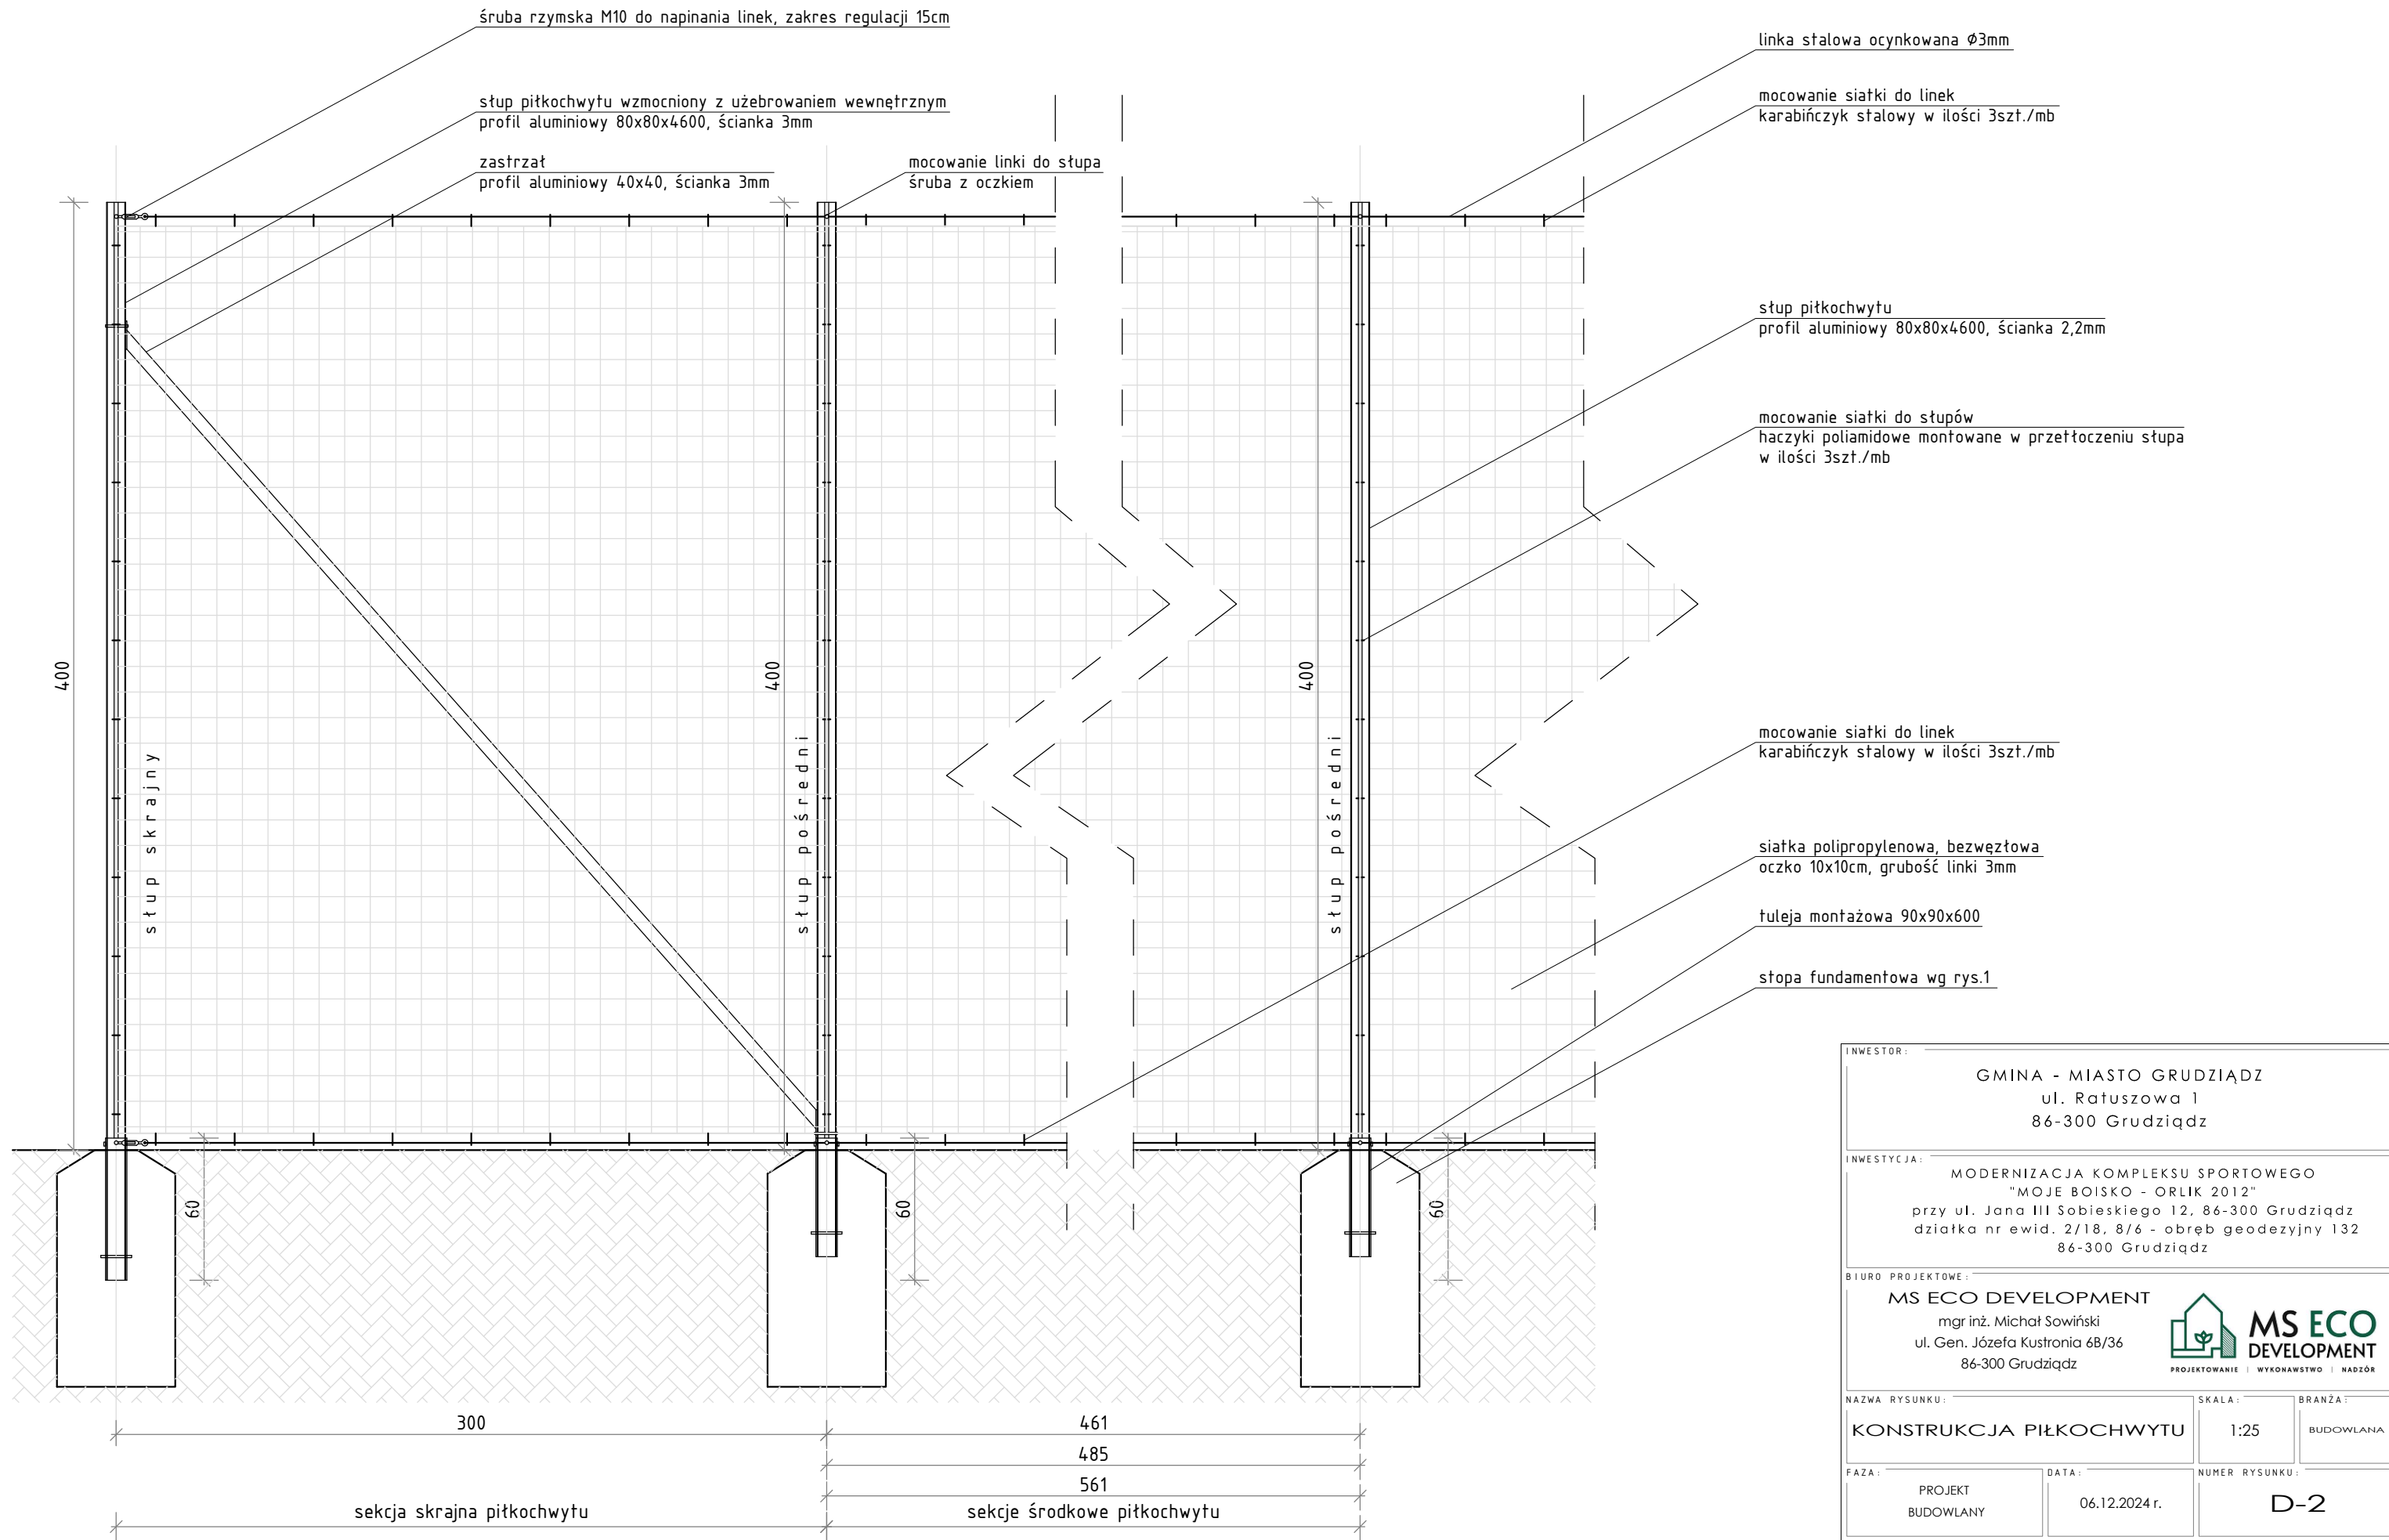 śruba rzymska M10 do napinania linek, zakres regulacji 15cm
słup piłkochwytu wzmocniony z użebrowaniem wewnętrznym
profil aluminiowy 80x80x4600, ścianka 3mm
zastrzał
profil aluminiowy 40x40, ścianka 3mm
mocowanie linki do słupa
śruba z oczkiem
linka stalowa ocynkowana Ø3mm
mocowanie siatki do linek
karabińczyk stalowy w ilości 3szt./mb
słup piłkochwytu
profil aluminiowy 80x80x4600, ścianka 2,2mm
mocowanie siatki do słupów
haczyki poliamidowe montowane w przetłoczeniu słupa
w ilości 3szt./mb
mocowanie siatki do linek
karabińczyk stalowy w ilości 3szt./mb
siatka polipropylenowa, bezwęzłowa
oczko 10x10cm, grubość linki 3mm
tuleja montażowa 90x90x600
stopa fundamentowa wg rys.1
400
słup skrajny
400
słup pośredni
400
słup pośredni
60
60
60
300
461
485
561
sekcja skrajna piłkochwytu
sekcje środkowe piłkochwytu
INWESTOR:
GMINA - MIASTO GRUDZIĄDZ
ul. Ratuszowa 1
86-300 Grudziądz
INWESTYCJA:
MODERNIZACJA KOMPLEKSU SPORTOWEGO
"MOJE BOISKO - ORLIK 2012"
przy ul. Jana III Sobieskiego 12, 86-300 Grudziądz
działka nr ewid. 2/18, 8/6 - obręb geodezyjny 132
86-300 Grudziądz
BIURO PROJEKTOWE:
MS ECO DEVELOPMENT
mgr inż. Michał Sowiński
ul. Gen. Józefa Kustronia 6B/36
86-300 Grudziądz
MS ECO
DEVELOPMENT
PROJEKTOWANIE | WYKONAWSTWO | NADZÓR
NAZWA RYSUNKU:
KONSTRUKCJA PIŁKOCHWYTU
SKALA:
1:25
BRANŻA:
BUDOWLANA
FAZA:
PROJEKT
BUDOWLANY
DATA:
06.12.2024 r.
NUMER RYSUNKU:
D-2